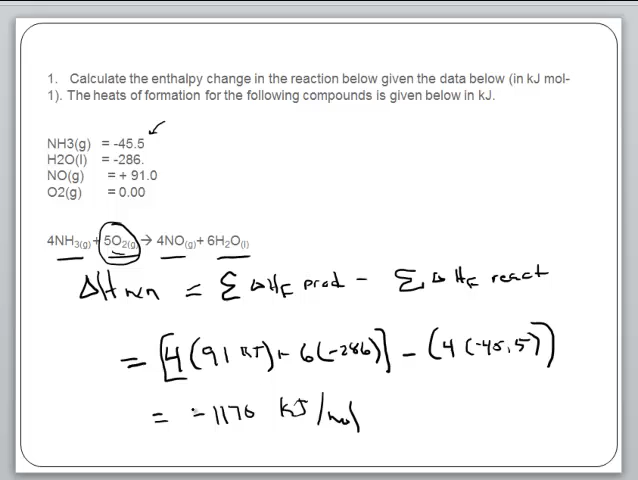 1. Calculate the enthalpy change in the reaction below given the data below (in kJ mol-
1). The heats of formation for the following compounds is given below in kJ.
NH3(g) = -45.5
H2O(l) = -286.
NO(g) = + 91.0
O2(g) = 0.00
4NH3(g)+ 5O2(g)→ 4NO(g)+ 6H2O(l)
ΔH rxn = Σ ΔHF prod - Σ ΔHF react
= [4(91 KJ)+ 6(-286)] - (4(-45.5))
= -1170 KJ/mol